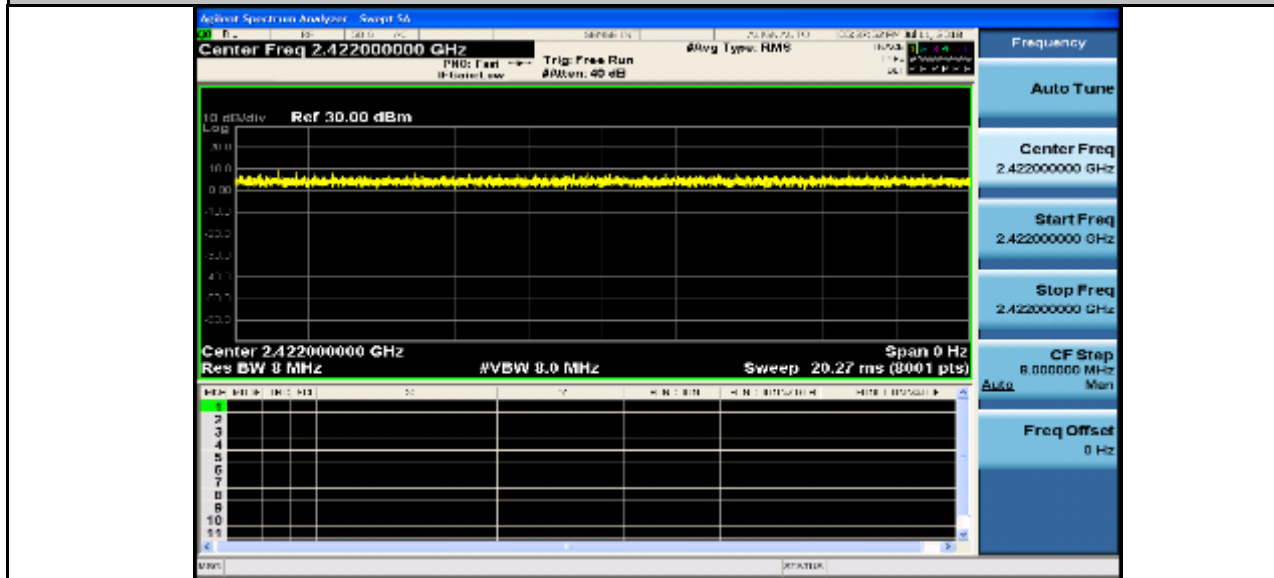 Agilent Spectrum Analyzer - Swept SA
Center Freq 2.422000000 GHz
PNO: Fast
IFGain:Low
Trig: Free Run
#Atten: 40 dB
#Avg Type: RMS
10 dB/div Ref 30.00 dBm
Log
20.0
10.0
0.00
Center 2.422000000 GHz
Span 0 Hz
Res BW 8 MHz
#VBW 8.0 MHz
Sweep 20.27 ms (8001 pts)
1
2
3
4
5
6
7
8
9
10
11
MSG
STATUS
Frequency
Auto Tune
Center Freq
2.422000000 GHz
Start Freq
2.422000000 GHz
Stop Freq
2.422000000 GHz
CF Step
8.000000 MHz
Auto Man
Freq Offset
0 Hz